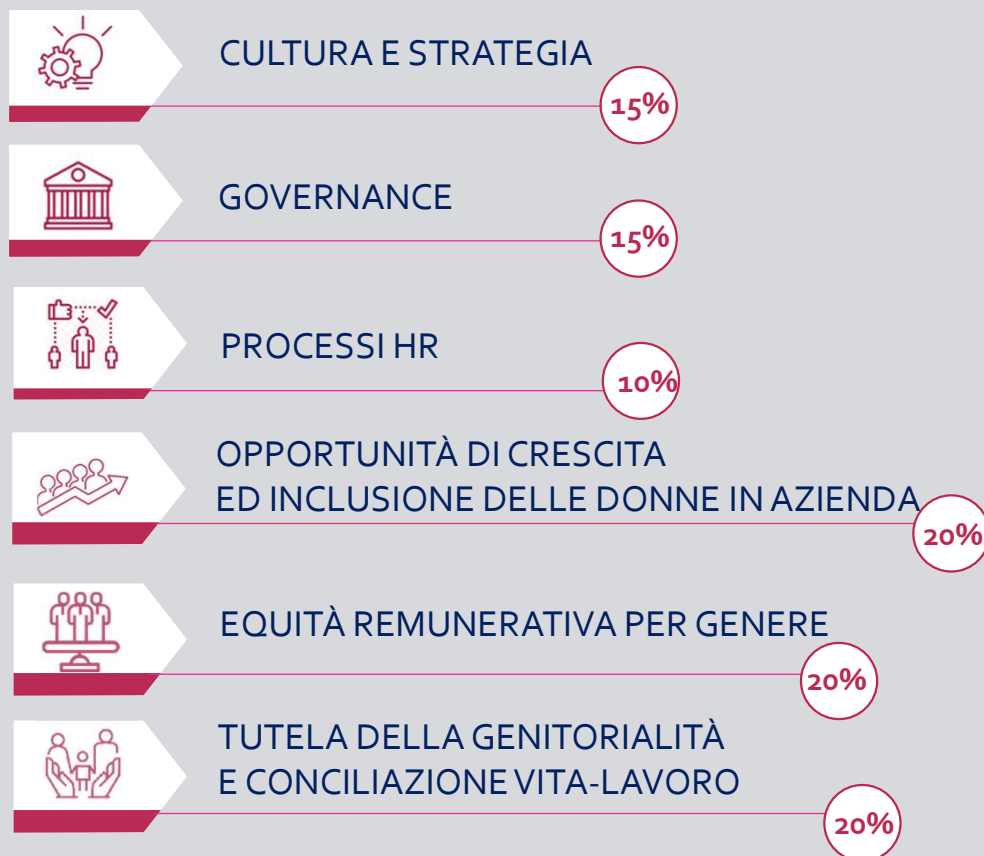 CULTURA E STRATEGIA
15%
GOVERNANCE
15%
PROCESSI HR
10%
OPPORTUNITÀ DI CRESCITA
ED INCLUSIONE DELLE DONNE IN AZIENDA
20%
EQUITÀ REMUNERATIVA PER GENERE
20%
TUTELA DELLA GENITORIALITÀ
E CONCILIAZIONE VITA-LAVORO
20%